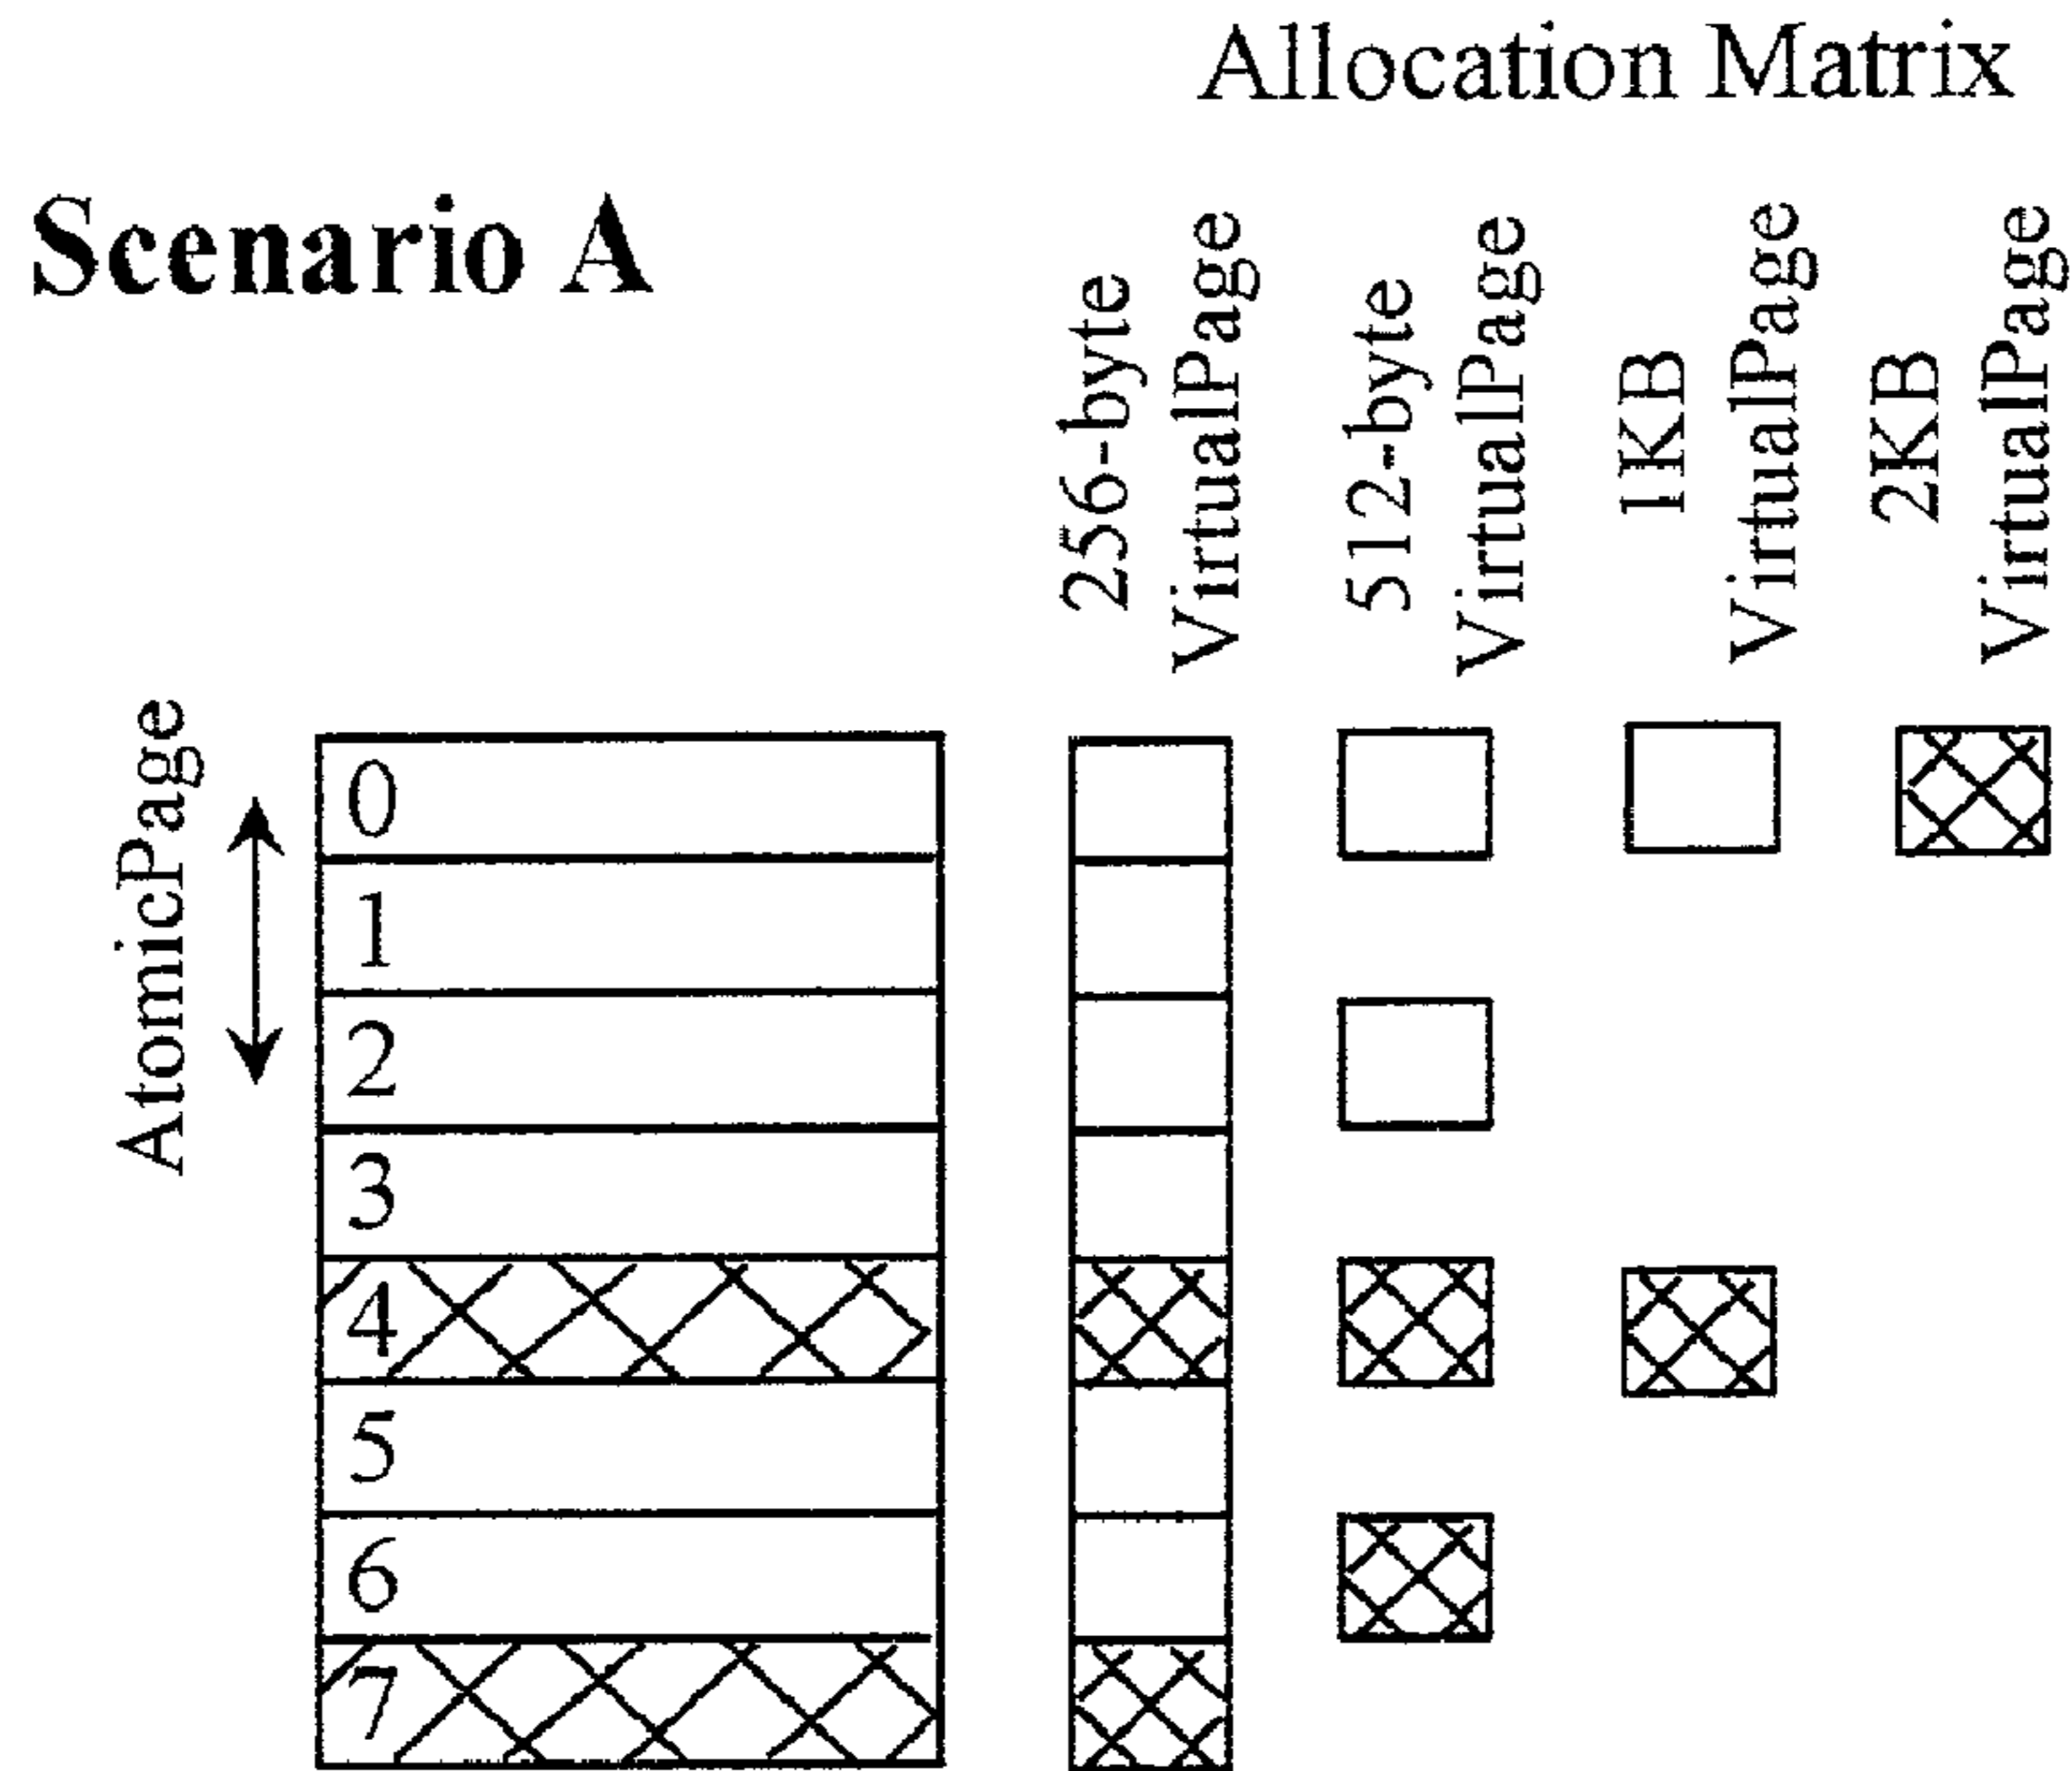 Allocation Matrix
Scenario A
256-byte
VirtualPage
512-byte
VirtualPage
1KB
VirtualPage
2KB
VirtualPage
AtomicPage
0
1
2
3
4
5
6
7